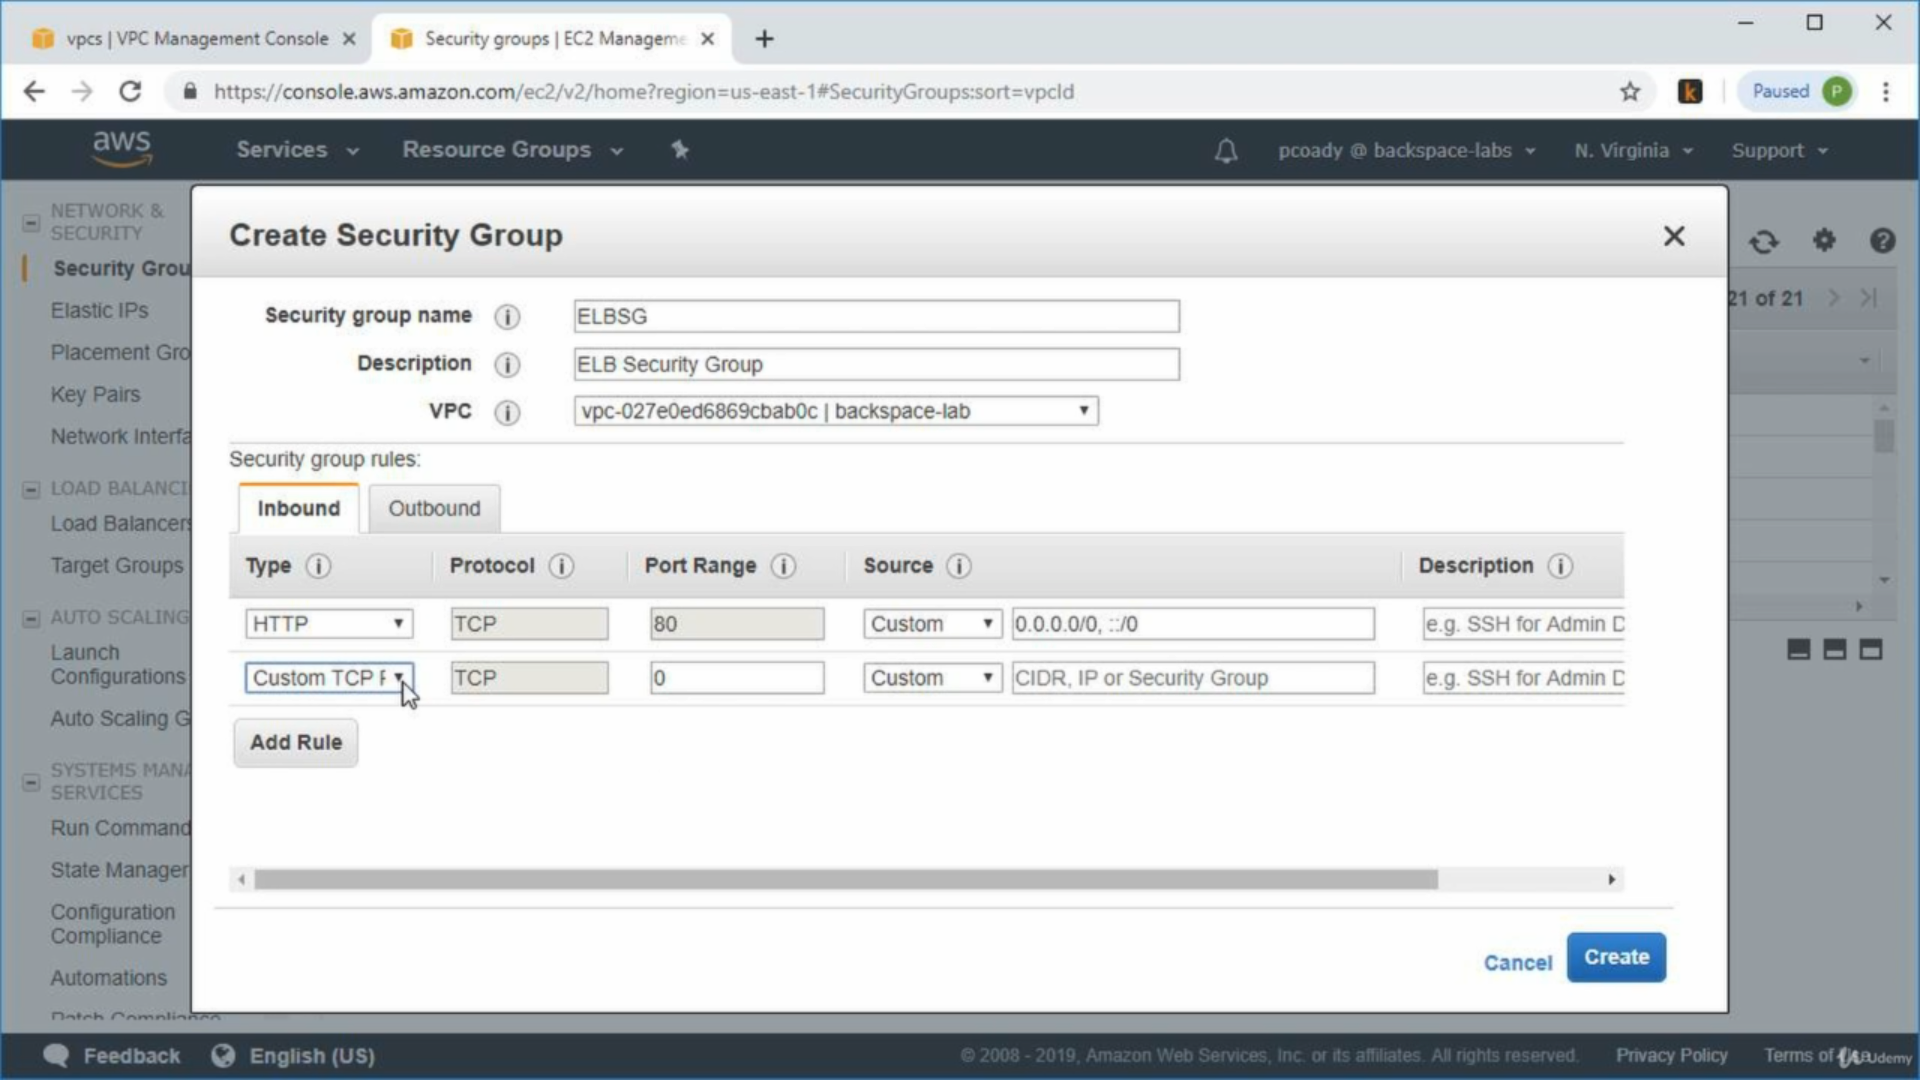 vpcs | VPC Management Console
Security groups | EC2 Manageme
https://console.aws.amazon.com/ec2/v2/home?region=us-east-1#SecurityGroups:sort=vpcId
k
Paused
P
aws
Services
Resource Groups
pcoady @ backspace-labs
N. Virginia
Support
NETWORK &
SECURITY
Security Grou
Elastic IPs
Placement Gro
Key Pairs
Network Interfa
LOAD BALANCI
Load Balancers
Target Groups
AUTO SCALING
Launch
Configurations
Auto Scaling G
SYSTEMS MANA
SERVICES
Run Command
State Manager
Configuration
Compliance
Automations
Patch Compliance
21 of 21
Create Security Group
Security group name
ELBSG
Description
ELB Security Group
VPC
vpc-027e0ed6869cbab0c | backspace-lab
Security group rules:
Inbound
Outbound
Type
Protocol
Port Range
Source
Description
HTTP
TCP
80
Custom
0.0.0.0/0, ::/0
e.g. SSH for Admin D
Custom TCP F
TCP
0
Custom
CIDR, IP or Security Group
e.g. SSH for Admin D
Add Rule
Cancel
Create
Feedback
English (US)
© 2008 - 2019, Amazon Web Services, Inc. or its affiliates. All rights reserved.
Privacy Policy
Terms of Use
Udemy